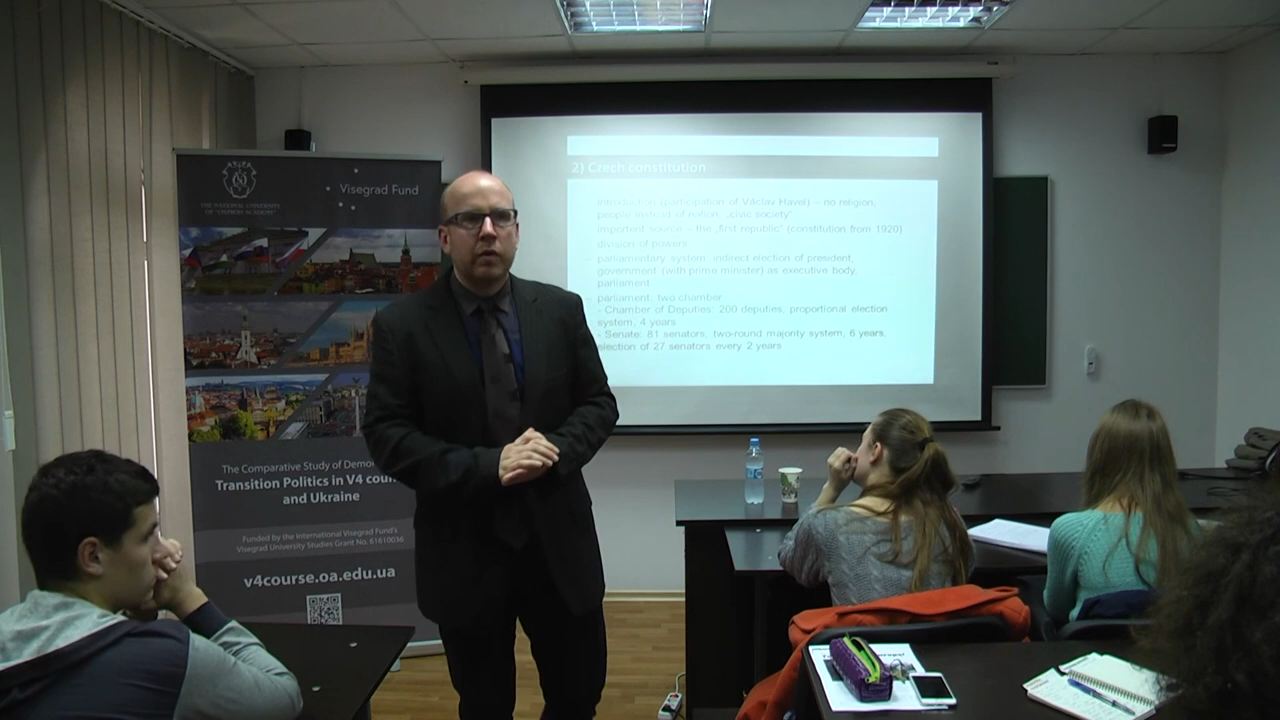 THE NATIONAL UNIVERSITY
OF "OSTROH ACADEMY"
Visegrad Fund
The Comparative Study of Demo
Transition Politics in V4 cou
and Ukraine
Funded by the International Visegrad Fund's
Visegrad University Studies Grant No. 61610036
v4course.oa.edu.ua
2) Czech constitution
introduction (participation of Václav Havel) – no religion,
people instead of nation, „civic society"
important source – the „first republic" (constitution from 1920)
division of powers
– parliamentary system: indirect election of president,
government (with prime minister) as executive body,
parliament
– parliament: two chamber
- Chamber of Deputies: 200 deputies, proportional election
system, 4 years
- Senate: 81 senators, two-round majority system, 6 years,
election of 27 senators every 2 years